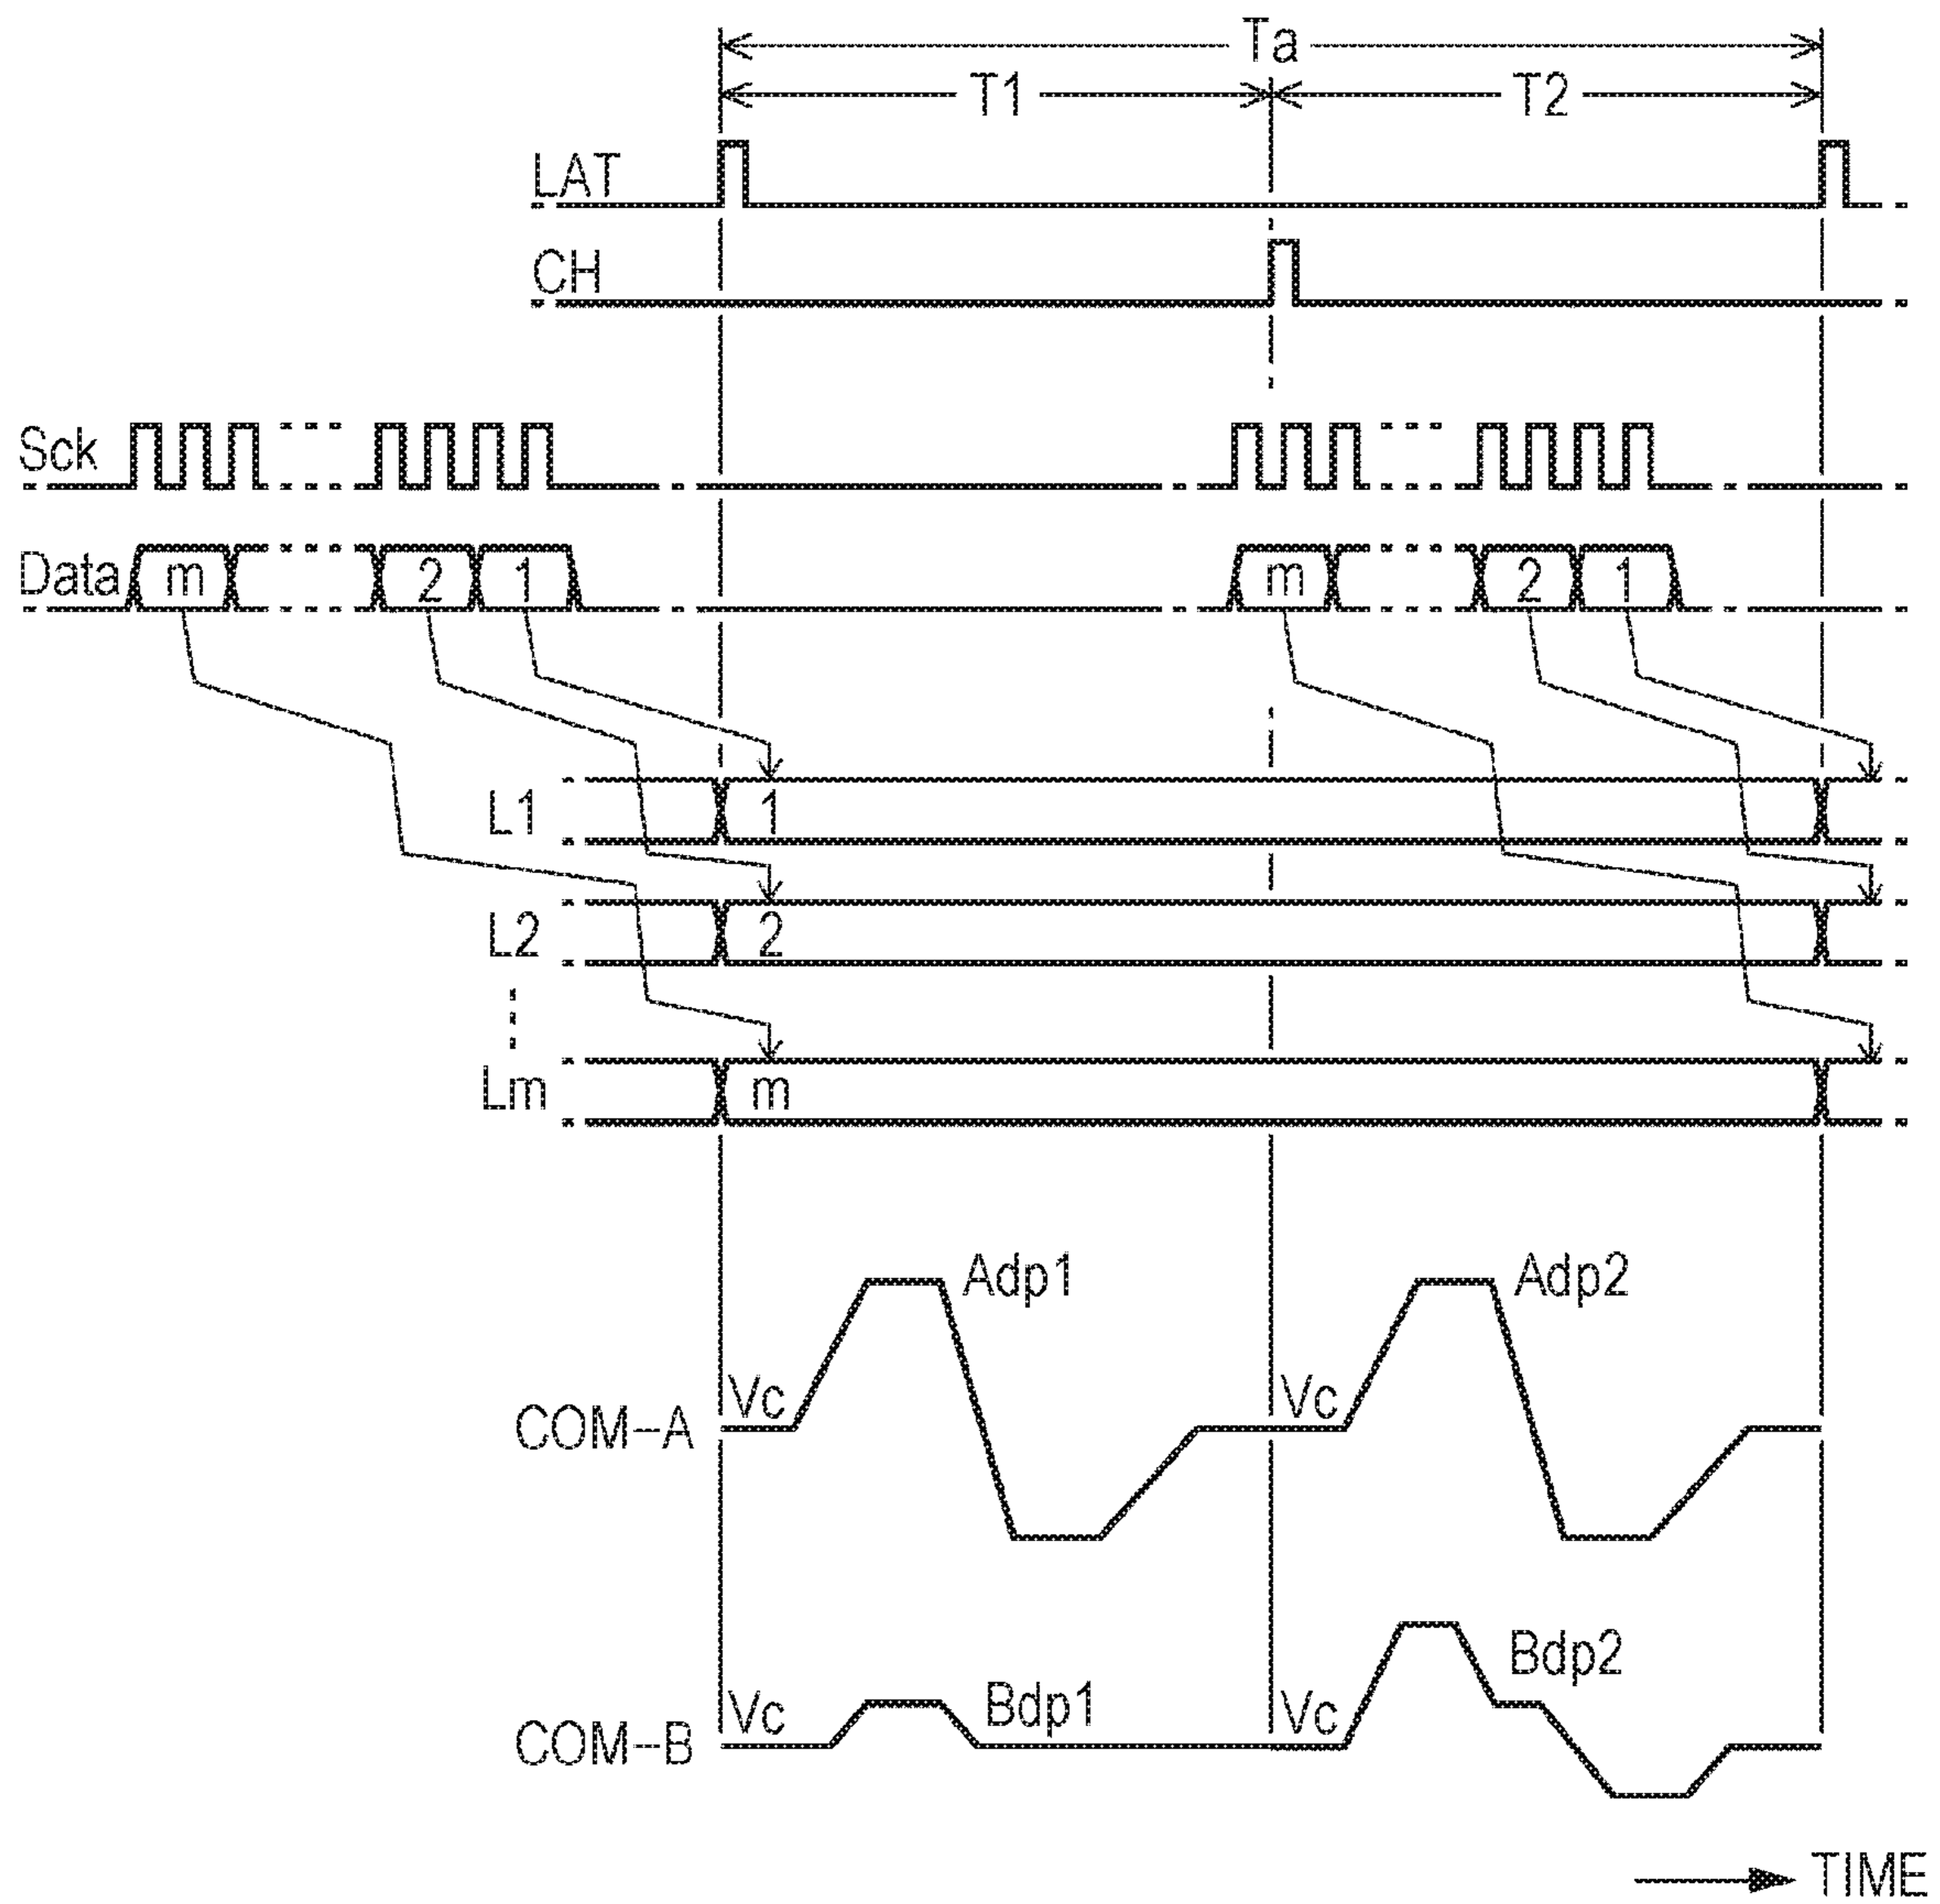 Ta
T1 T2
LAT
CH
Sck
Data m 2 1 m 2 1
L1 1
L2 2
Lm m
Adp1 Adp2
Vc Vc
COM--A
Bdp2
Bdp1
Vc Vc
COM--B
TIME